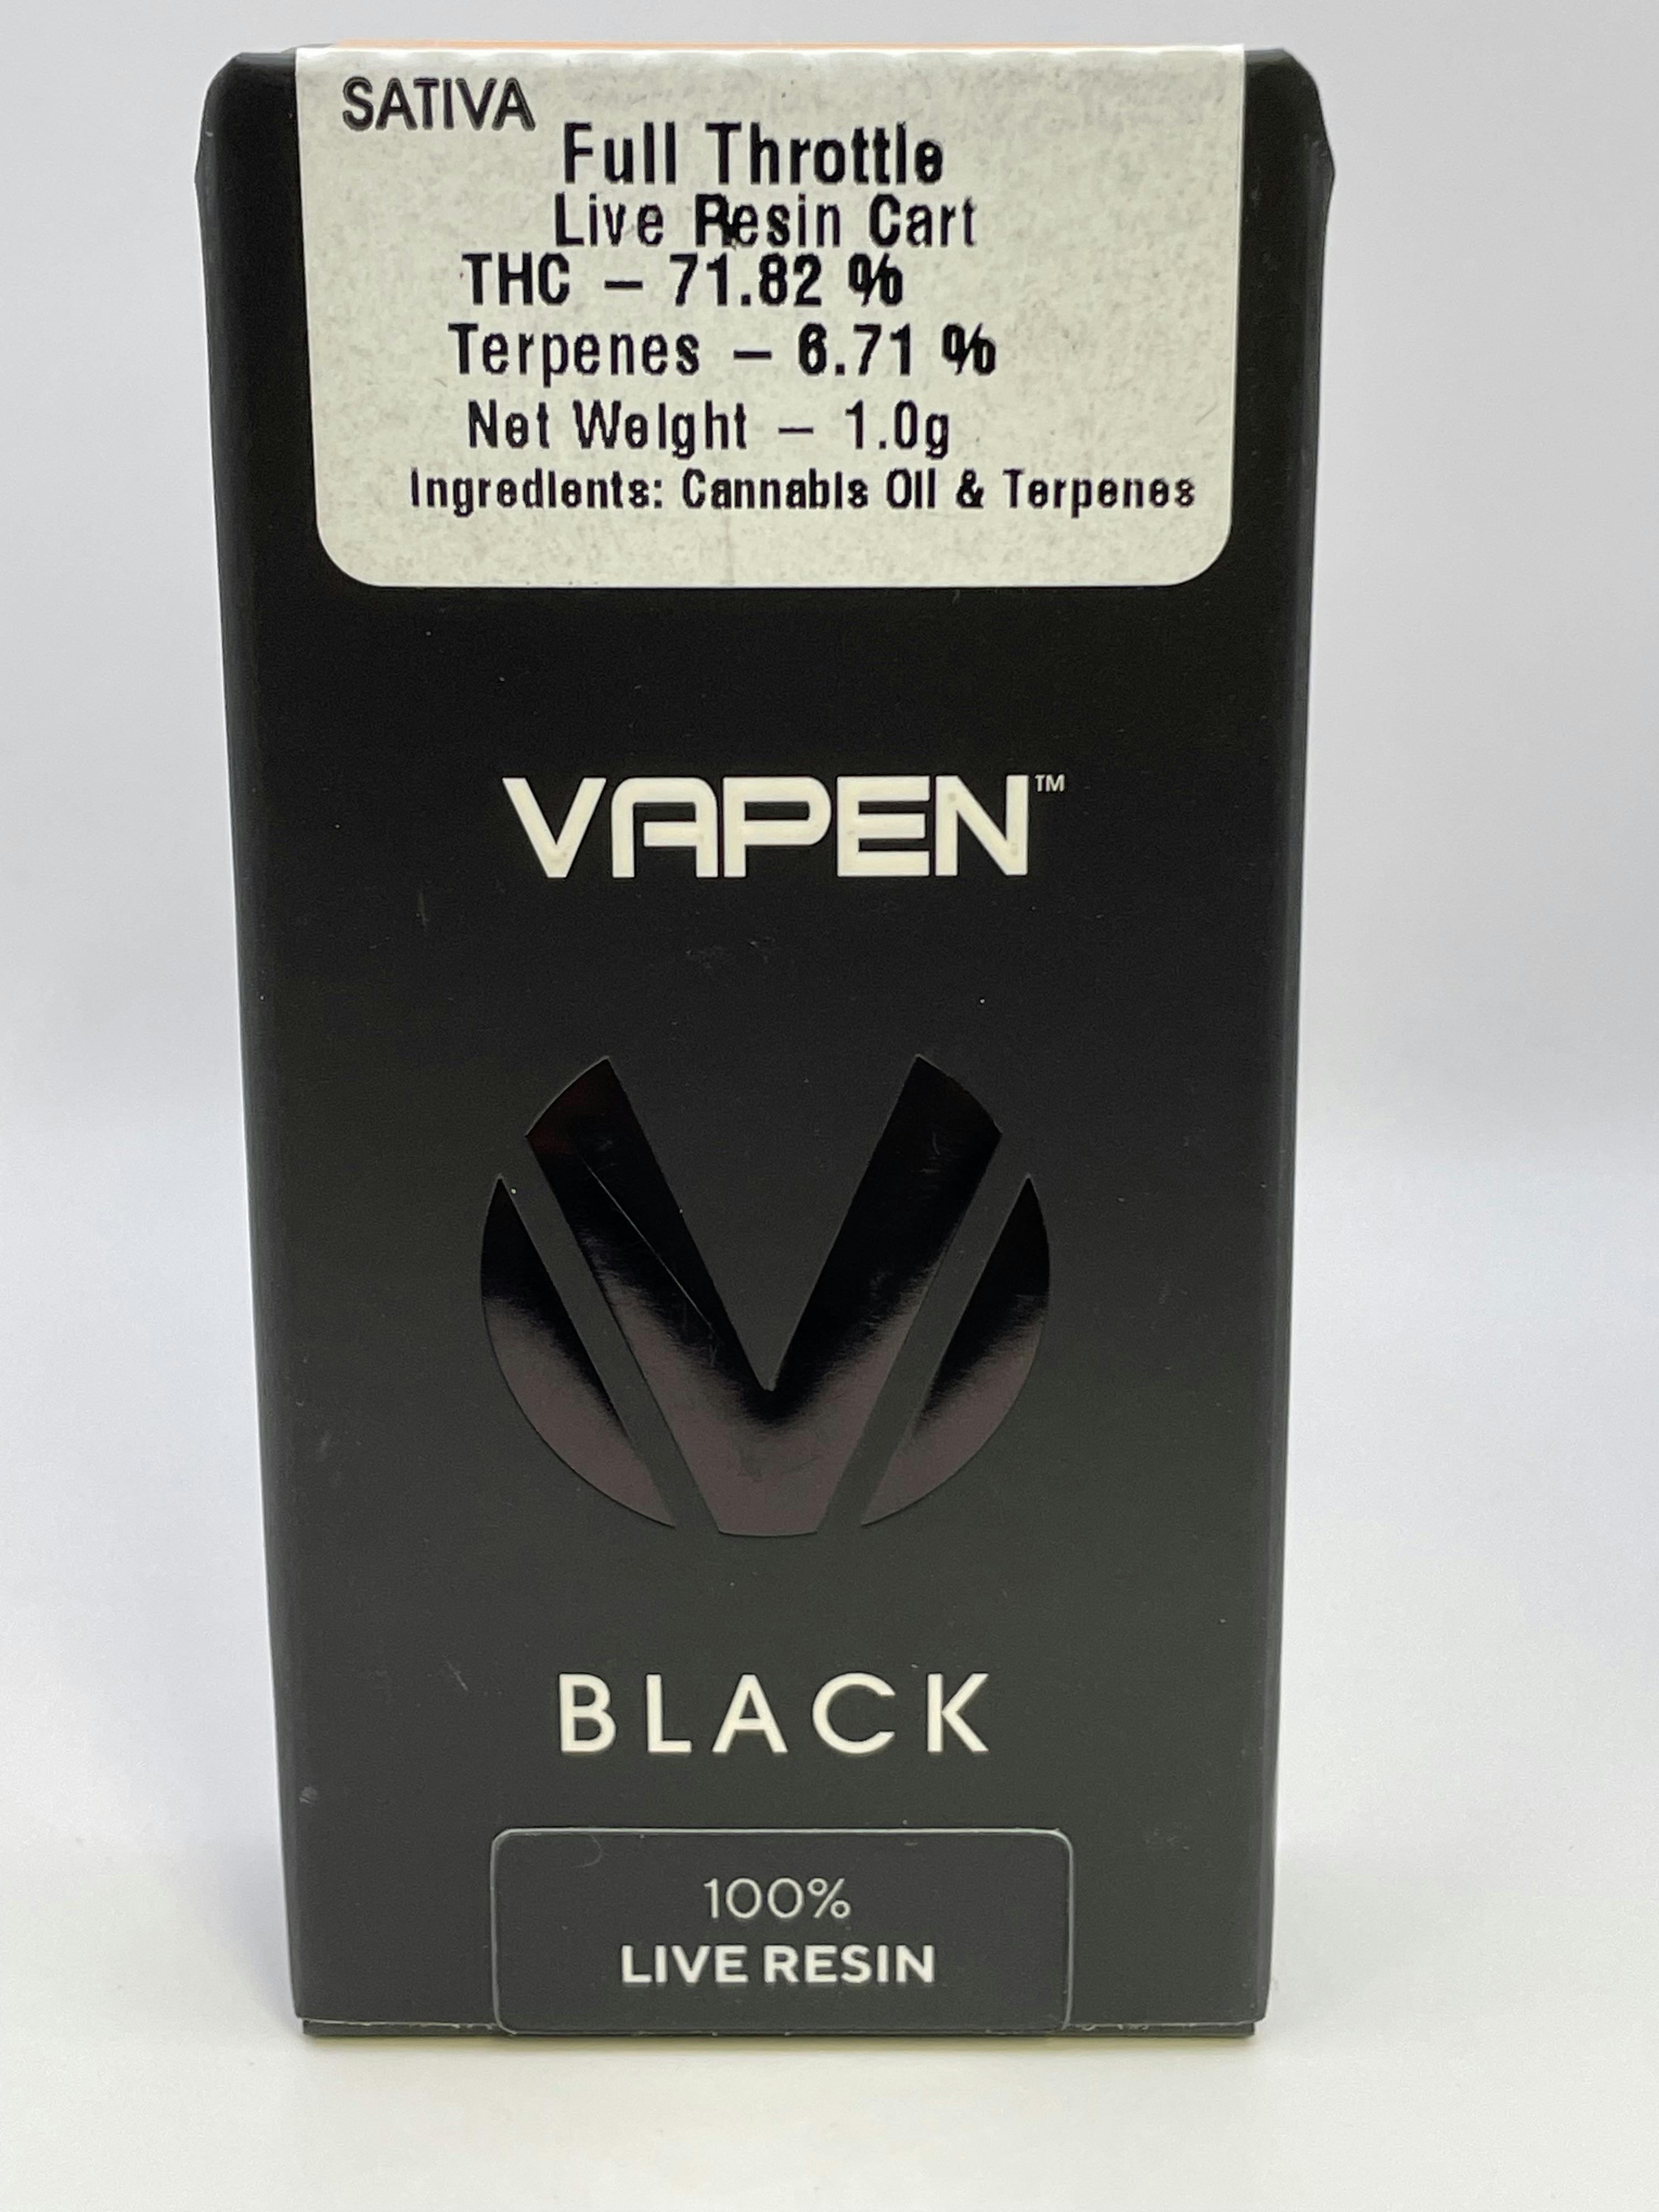 SATIVA
Full Throttle
Live Resin Cart
THC – 71.82 %
Terpenes – 6.71 %
Net Weight – 1.0g
Ingredients: Cannabis Oil & Terpenes
VAPEN™
BLACK
100%
LIVE RESIN